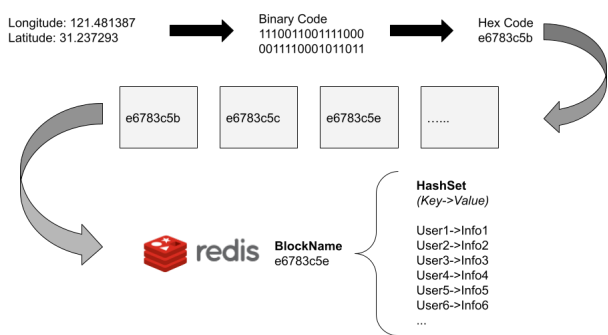 Longitude: 121.481387
Latitude: 31.237293
Binary Code
1110011001111000
0011110001011011
Hex Code
e6783c5b
e6783c5b
e6783c5c
e6783c5e
…...
redis
BlockName
e6783c5e
HashSet
(Key->Value)
User1->Info1
User2->Info2
User3->Info3
User4->Info4
User5->Info5
User6->Info6
...